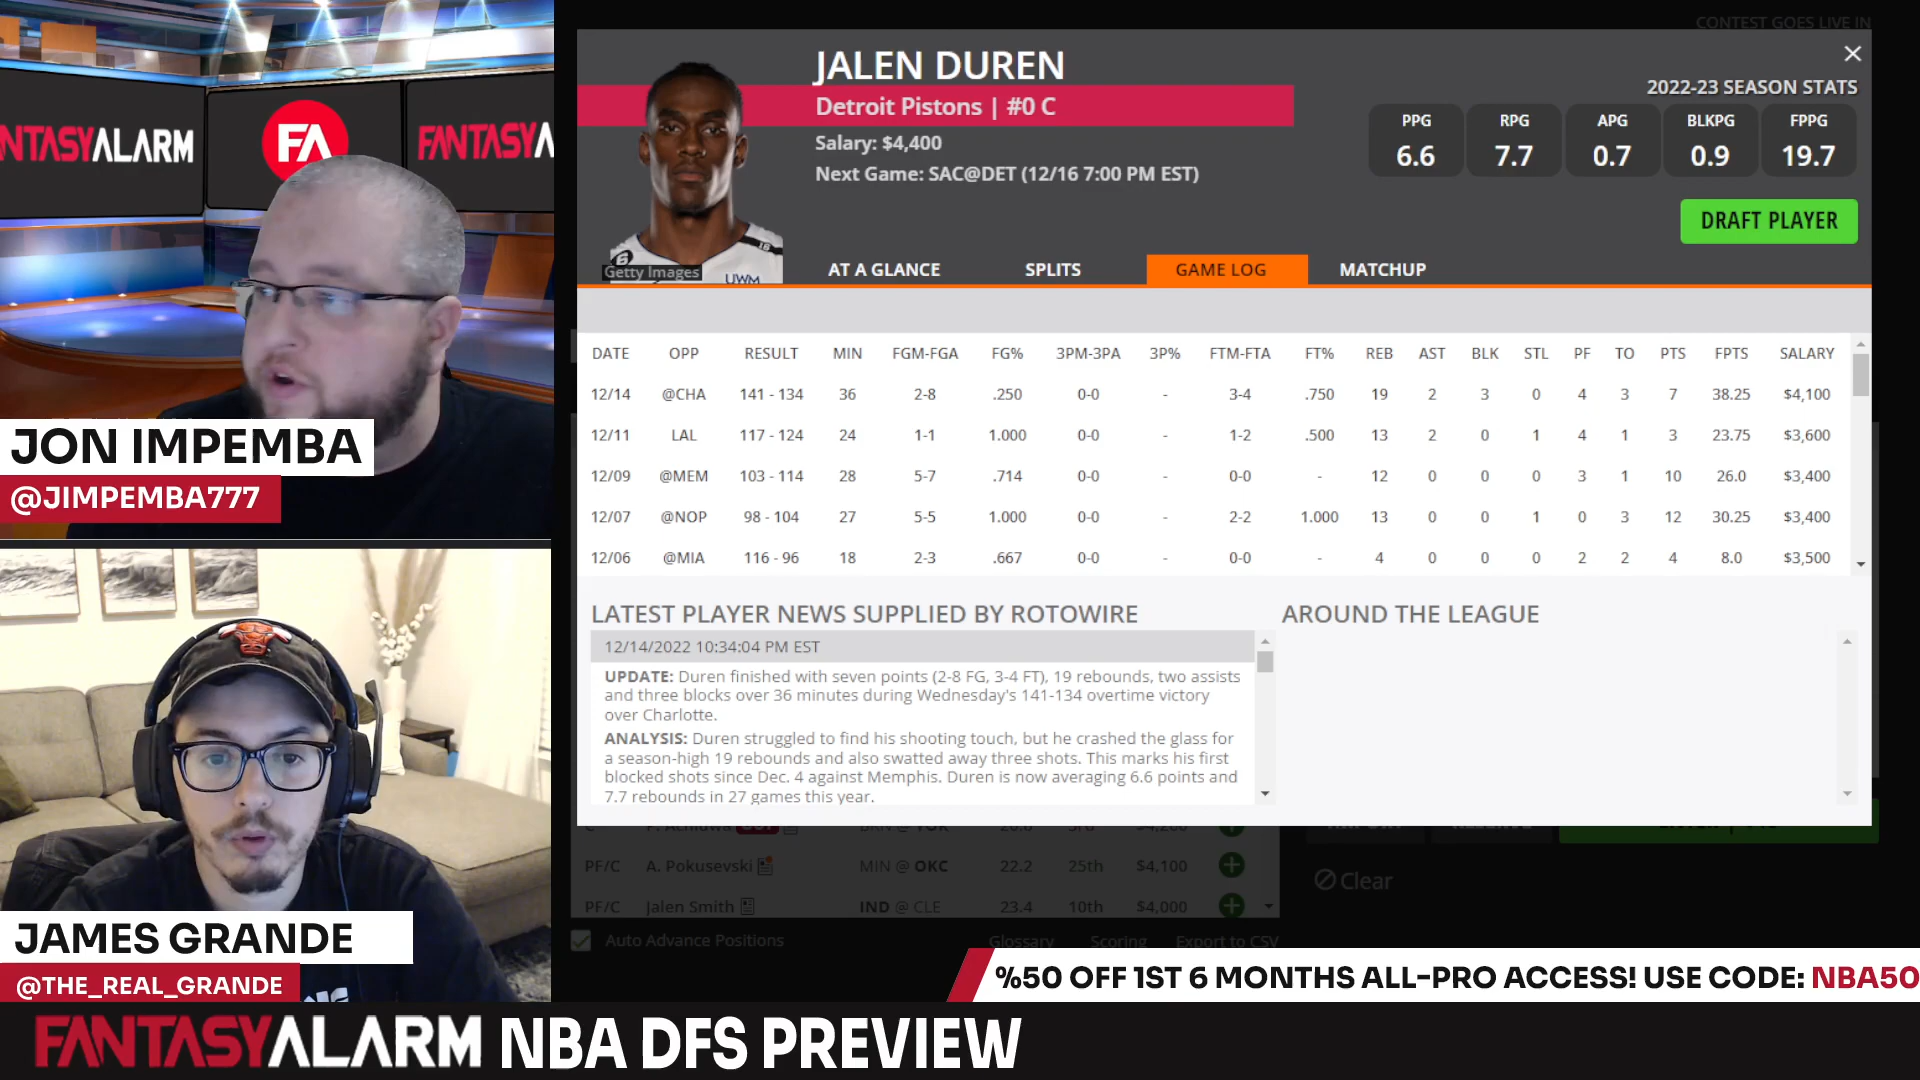 CONTEST GOES LIVE IN
NTASYALARM
FA
FANTASYA
JALEN DUREN
Detroit Pistons | #0 C
Salary: $4,400
Next Game: SAC@DET (12/16 7:00 PM EST)
2022-23 SEASON STATS
PPG RPG APG BLKPG FPPG
6.6 7.7 0.7 0.9 19.7
DRAFT PLAYER
Getty Images
UWM
AT A GLANCE SPLITS GAME LOG MATCHUP
DATE OPP RESULT MIN FGM-FGA FG% 3PM-3PA 3P% FTM-FTA FT% REB AST BLK STL PF TO PTS FPTS SALARY
12/14 @CHA 141 - 134 36 2-8 .250 0-0 - 3-4 .750 19 2 3 0 4 3 7 38.25 $4,100
12/11 LAL 117 - 124 24 1-1 1.000 0-0 - 1-2 .500 13 2 0 1 4 1 3 23.75 $3,600
12/09 @MEM 103 - 114 28 5-7 .714 0-0 - 0-0 - 12 0 0 0 3 1 10 26.0 $3,400
12/07 @NOP 98 - 104 27 5-5 1.000 0-0 - 2-2 1.000 13 0 0 1 0 3 12 30.25 $3,400
12/06 @MIA 116 - 96 18 2-3 .667 0-0 - 0-0 - 4 0 0 0 2 2 4 8.0 $3,500
LATEST PLAYER NEWS SUPPLIED BY ROTOWIRE
AROUND THE LEAGUE
12/14/2022 10:34:04 PM EST
UPDATE: Duren finished with seven points (2-8 FG, 3-4 FT), 19 rebounds, two assists
and three blocks over 36 minutes during Wednesday's 141-134 overtime victory
over Charlotte.
ANALYSIS: Duren struggled to find his shooting touch, but he crashed the glass for
a season-high 19 rebounds and also swatted away three shots. This marks his first
blocked shots since Dec. 4 against Memphis. Duren is now averaging 6.6 points and
7.7 rebounds in 27 games this year.
PF/C A. Pokusevski MIN @ OKC 22.2 25th $4,100
PF/C Jalen Smith IND @ CLE 23.4 10th $4,000
Clear
Auto Advance Positions
Glossary Scoring Export to CSV
JON IMPEMBA
@JIMPEMBA777
JAMES GRANDE
@THE_REAL_GRANDE
%50 OFF 1ST 6 MONTHS ALL-PRO ACCESS! USE CODE: NBA50
FANTASYALARM NBA DFS PREVIEW